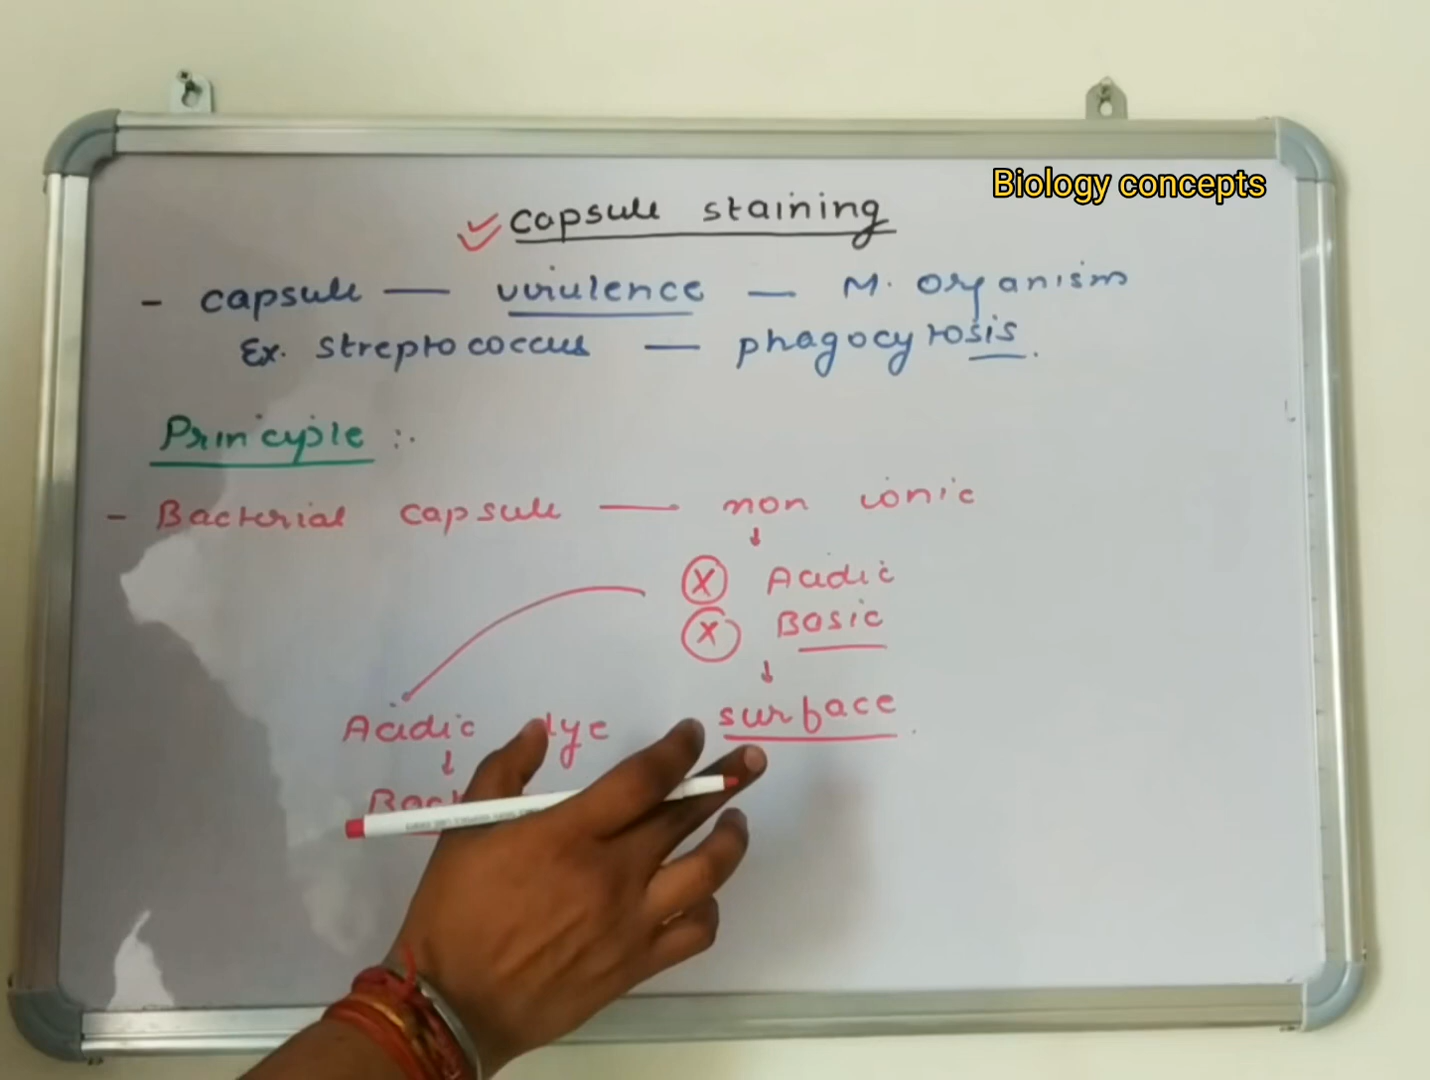 Biology concepts
capsule staining
- capsule — virulence — M. organism
Ex. streptococcus — phagocytosis.
Principle :-
- Bacterial capsule — non ionic
↓
X Acidic
X Basic
↓
Acidic dye surface
↓